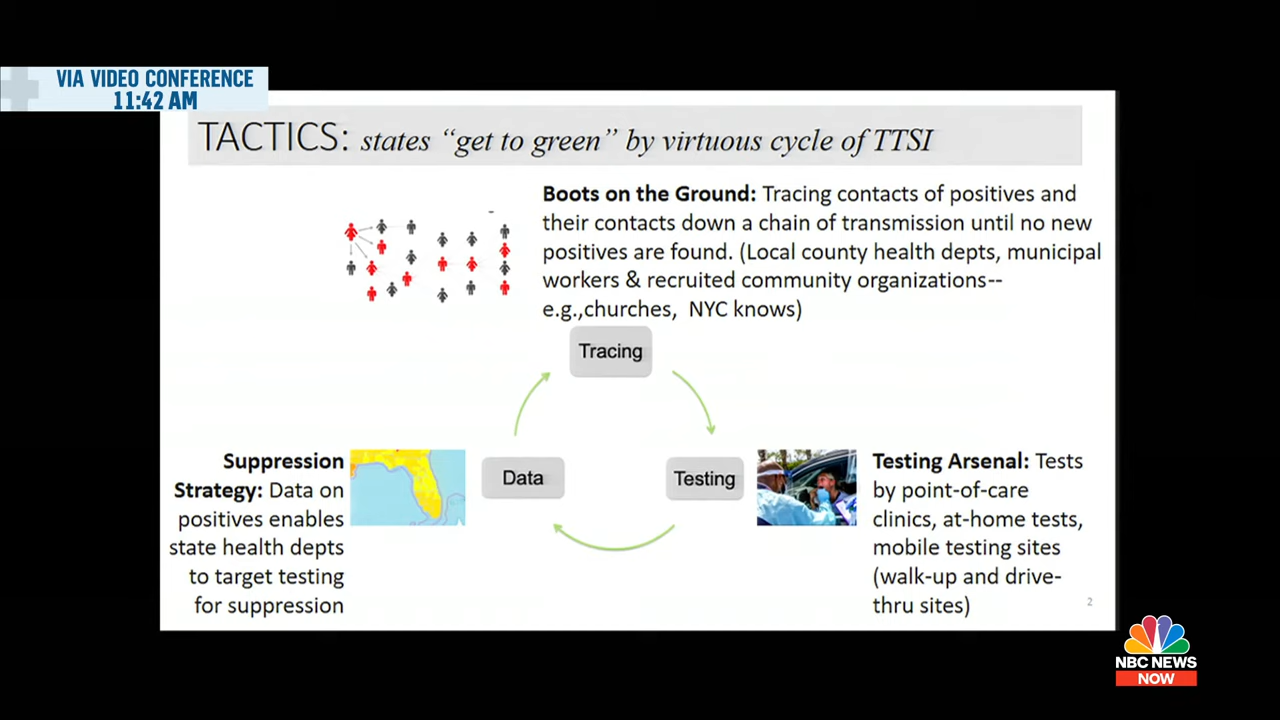 VIA VIDEO CONFERENCE
11:42 AM
TACTICS: states “get to green” by virtuous cycle of TTSI
Boots on the Ground: Tracing contacts of positives and
their contacts down a chain of transmission until no new
positives are found. (Local county health depts, municipal
workers & recruited community organizations--
e.g.,churches,  NYC knows)
Tracing
Data
Testing
Suppression
Strategy: Data on
positives enables
state health depts
to target testing
for suppression
Testing Arsenal: Tests
by point-of-care
clinics, at-home tests,
mobile testing sites
(walk-up and drive-
thru sites)
2
NBC NEWS
NOW